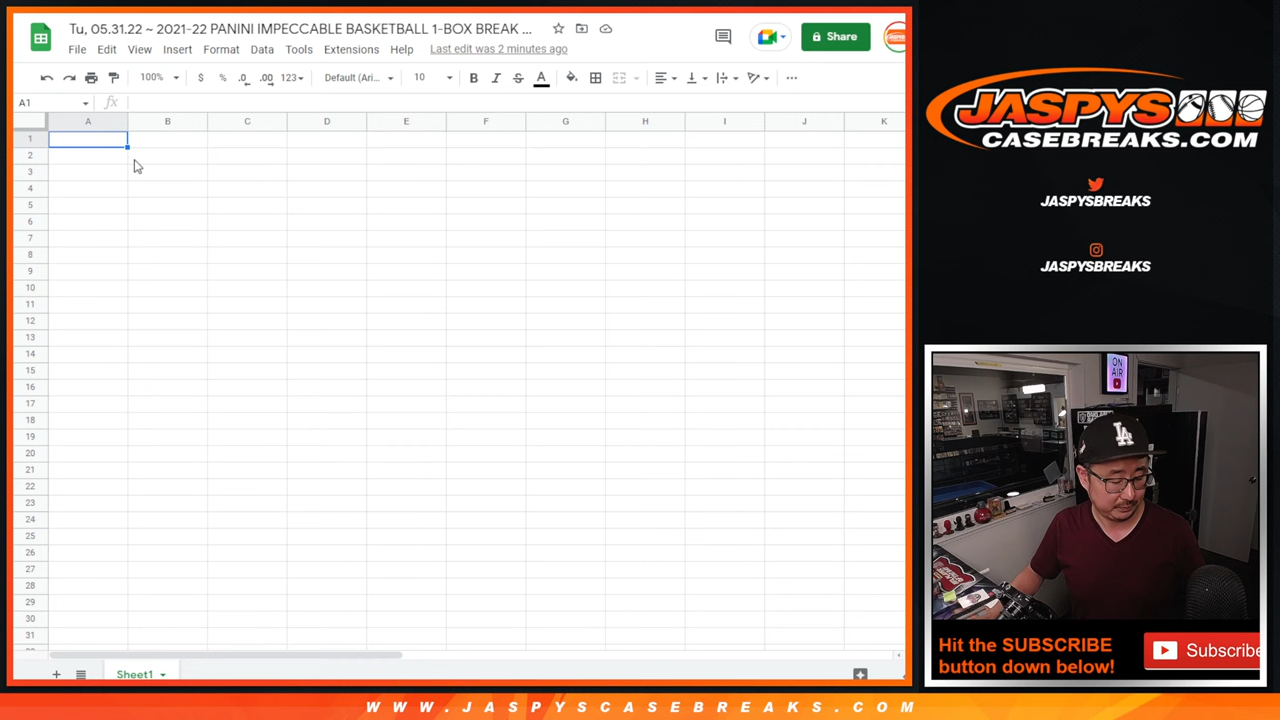 Tu, 05.31.22 ~ 2021-22 PANINI IMPECCABLE BASKETBALL 1-BOX BREAK ...
File Edit View Insert Format Data Tools Extensions Help Last edit was 2 minutes ago
Share
100% $ % .0 .00 123 Default (Ari... 10 B I S A
A1 fx
A B C D E F G H I J K
1
2
3
4
5
6
7
8
9
10
11
12
13
14
15
16
17
18
19
20
21
22
23
24
25
26
27
28
29
30
31
Sheet1
JASPYS
CASEBREAKS.COM
JASPYSBREAKS
JASPYSBREAKS
ON
AIR
LA
Hit the SUBSCRIBE
button down below!
Subscribe
WWW.JASPYSCASEBREAKS.COM